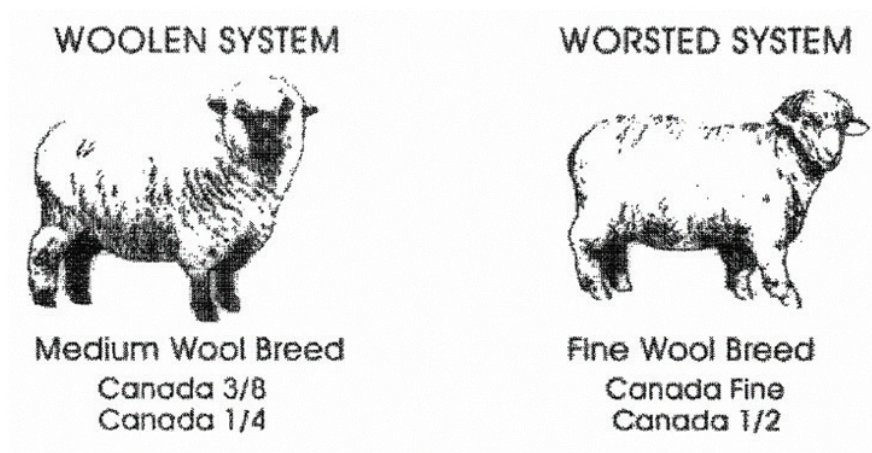 WOOLEN SYSTEM
WORSTED SYSTEM
Medium Wool Breed
Canada 3/8
Canada 1/4
Fine Wool Breed
Canada Fine
Canada 1/2